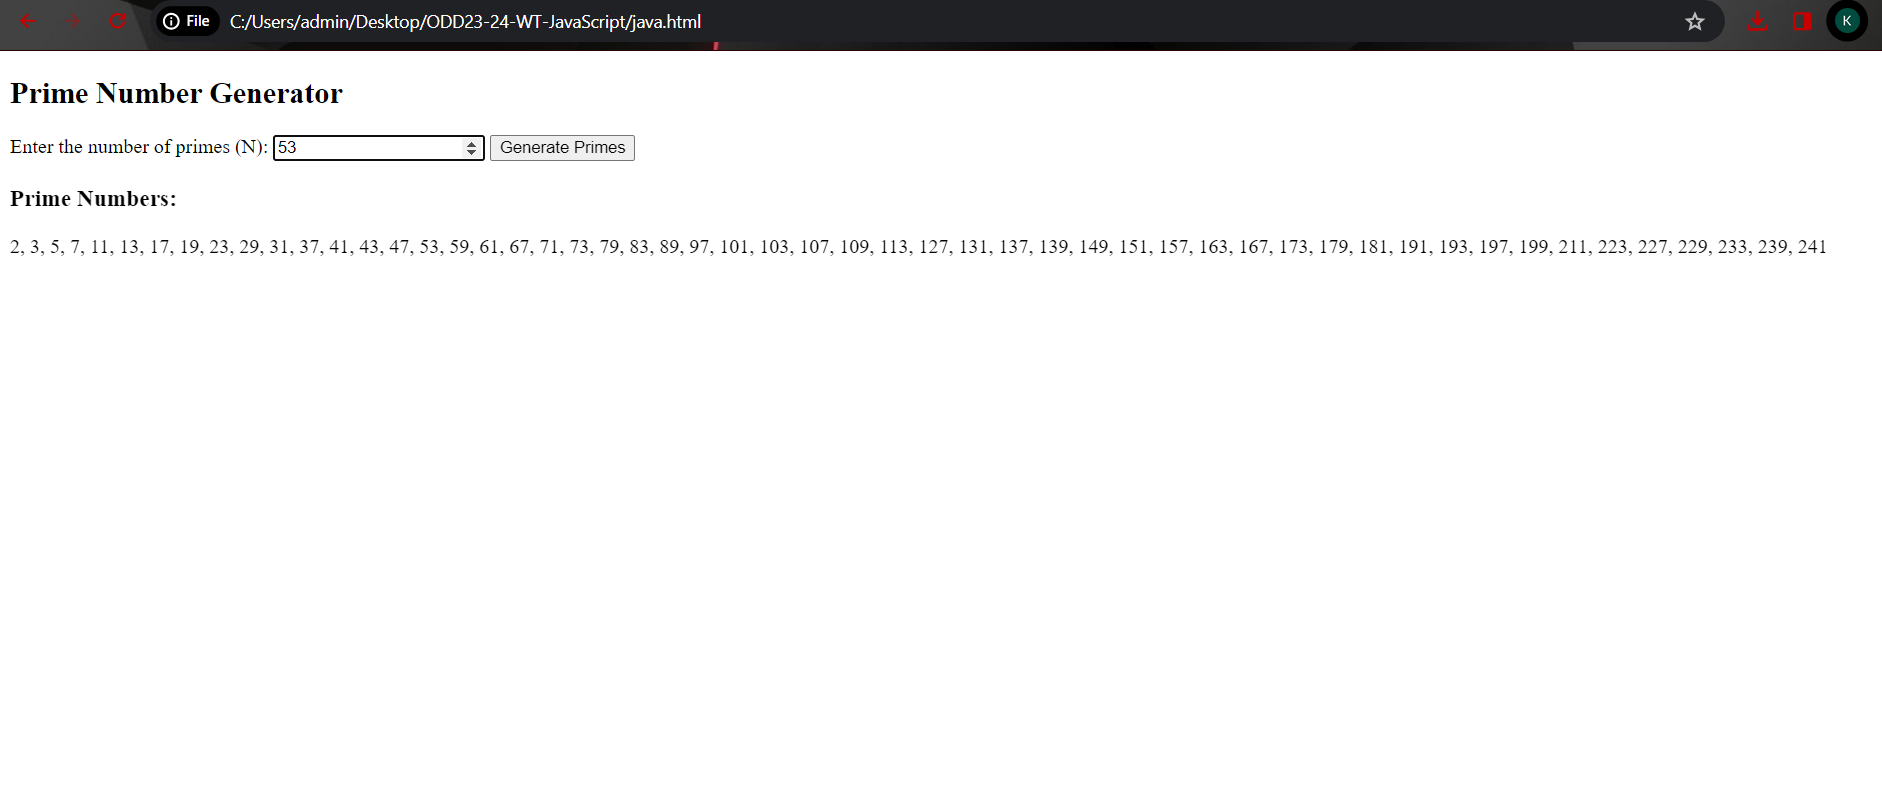 File C:/Users/admin/Desktop/ODD23-24-WT-JavaScript/java.html K
Prime Number Generator
Enter the number of primes (N): 53 Generate Primes
Prime Numbers:
2, 3, 5, 7, 11, 13, 17, 19, 23, 29, 31, 37, 41, 43, 47, 53, 59, 61, 67, 71, 73, 79, 83, 89, 97, 101, 103, 107, 109, 113, 127, 131, 137, 139, 149, 151, 157, 163, 167, 173, 179, 181, 191, 193, 197, 199, 211, 223, 227, 229, 233, 239, 241